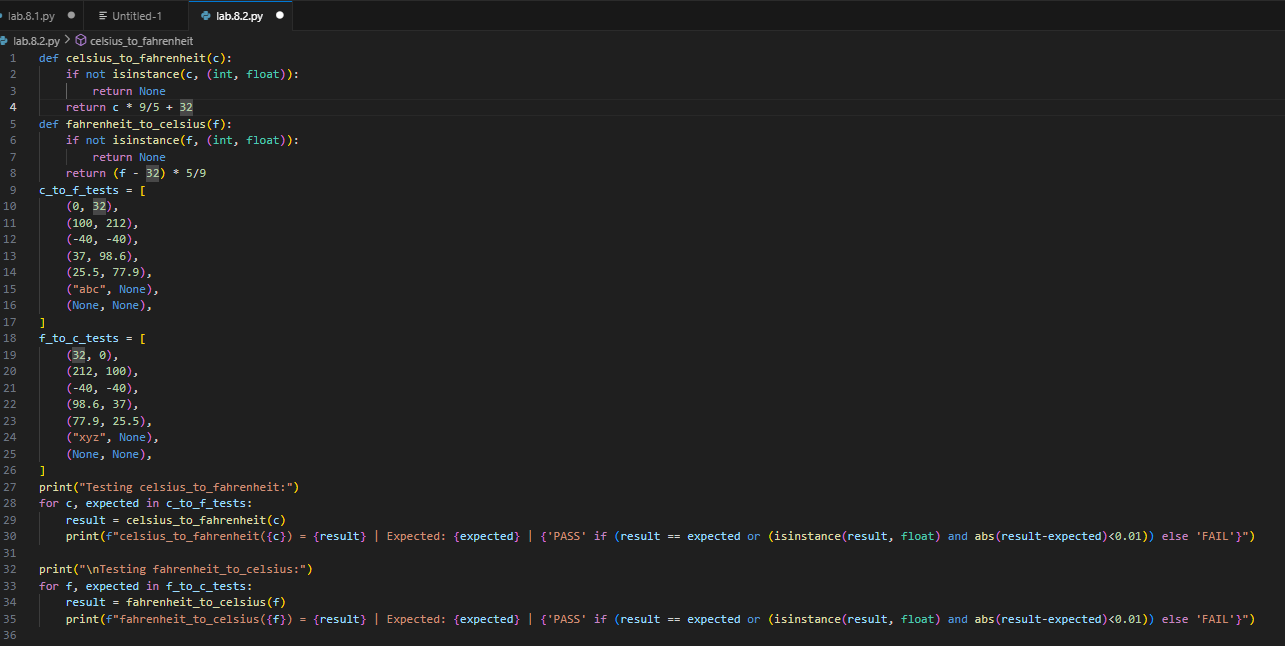 lab.8.1.py ● Untitled-1 lab.8.2.py ●
lab.8.2.py > celsius_to_fahrenheit
1 def celsius_to_fahrenheit(c):
2     if not isinstance(c, (int, float)):
3         return None
4     return c * 9/5 + 32
5 def fahrenheit_to_celsius(f):
6     if not isinstance(f, (int, float)):
7         return None
8     return (f - 32) * 5/9
9 c_to_f_tests = [
10     (0, 32),
11     (100, 212),
12     (-40, -40),
13     (37, 98.6),
14     (25.5, 77.9),
15     ("abc", None),
16     (None, None),
17 ]
18 f_to_c_tests = [
19     (32, 0),
20     (212, 100),
21     (-40, -40),
22     (98.6, 37),
23     (77.9, 25.5),
24     ("xyz", None),
25     (None, None),
26 ]
27 print("Testing celsius_to_fahrenheit:")
28 for c, expected in c_to_f_tests:
29     result = celsius_to_fahrenheit(c)
30     print(f"celsius_to_fahrenheit({c}) = {result} | Expected: {expected} | {'PASS' if (result == expected or (isinstance(result, float) and abs(result-expected)<0.01)) else 'FAIL'}")
31
32 print("\nTesting fahrenheit_to_celsius:")
33 for f, expected in f_to_c_tests:
34     result = fahrenheit_to_celsius(f)
35     print(f"fahrenheit_to_celsius({f}) = {result} | Expected: {expected} | {'PASS' if (result == expected or (isinstance(result, float) and abs(result-expected)<0.01)) else 'FAIL'}")
36